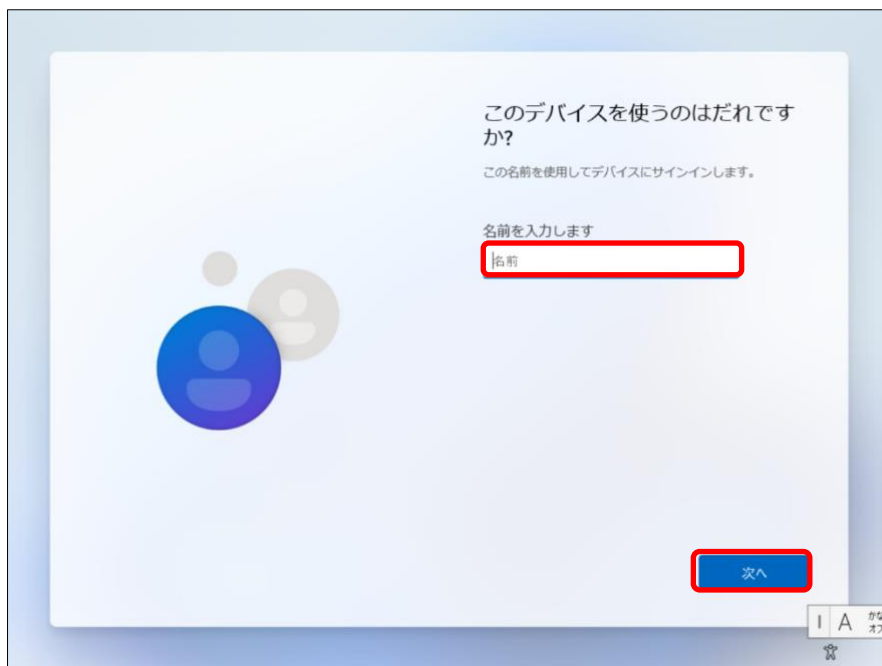 このデバイスを使うのはだれです
か?
この名前を使用してデバイスにサインインします。
名前を入力します
名前
次へ
A